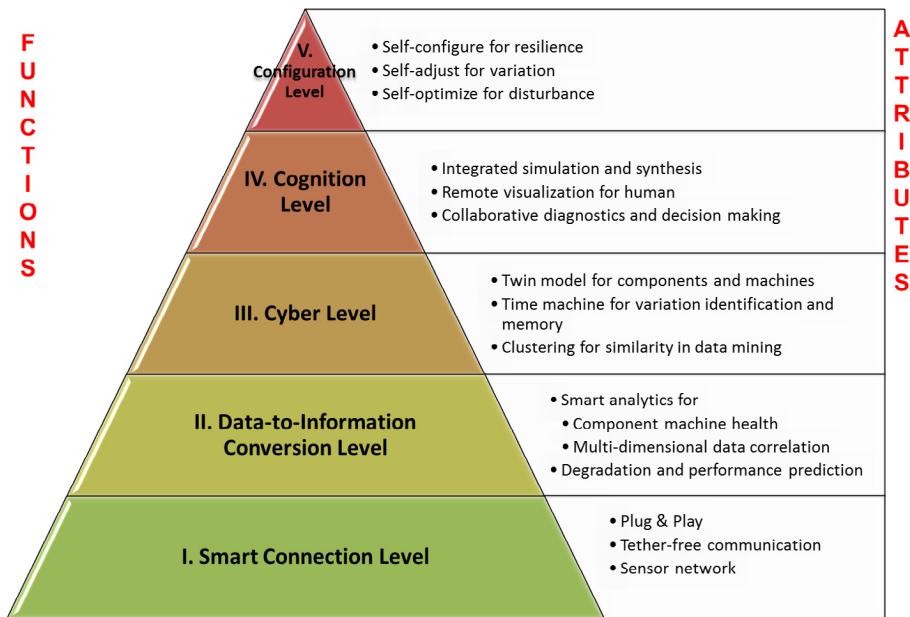 FUNCTIONS
ATTRIBUTES
V.
Configuration
Level
• Self-configure for resilience
• Self-adjust for variation
• Self-optimize for disturbance
IV. Cognition
Level
• Integrated simulation and synthesis
• Remote visualization for human
• Collaborative diagnostics and decision making
III. Cyber Level
• Twin model for components and machines
• Time machine for variation identification and
memory
• Clustering for similarity in data mining
II. Data-to-Information
Conversion Level
• Smart analytics for
• Component machine health
• Multi-dimensional data correlation
• Degradation and performance prediction
I. Smart Connection Level
• Plug & Play
• Tether-free communication
• Sensor network